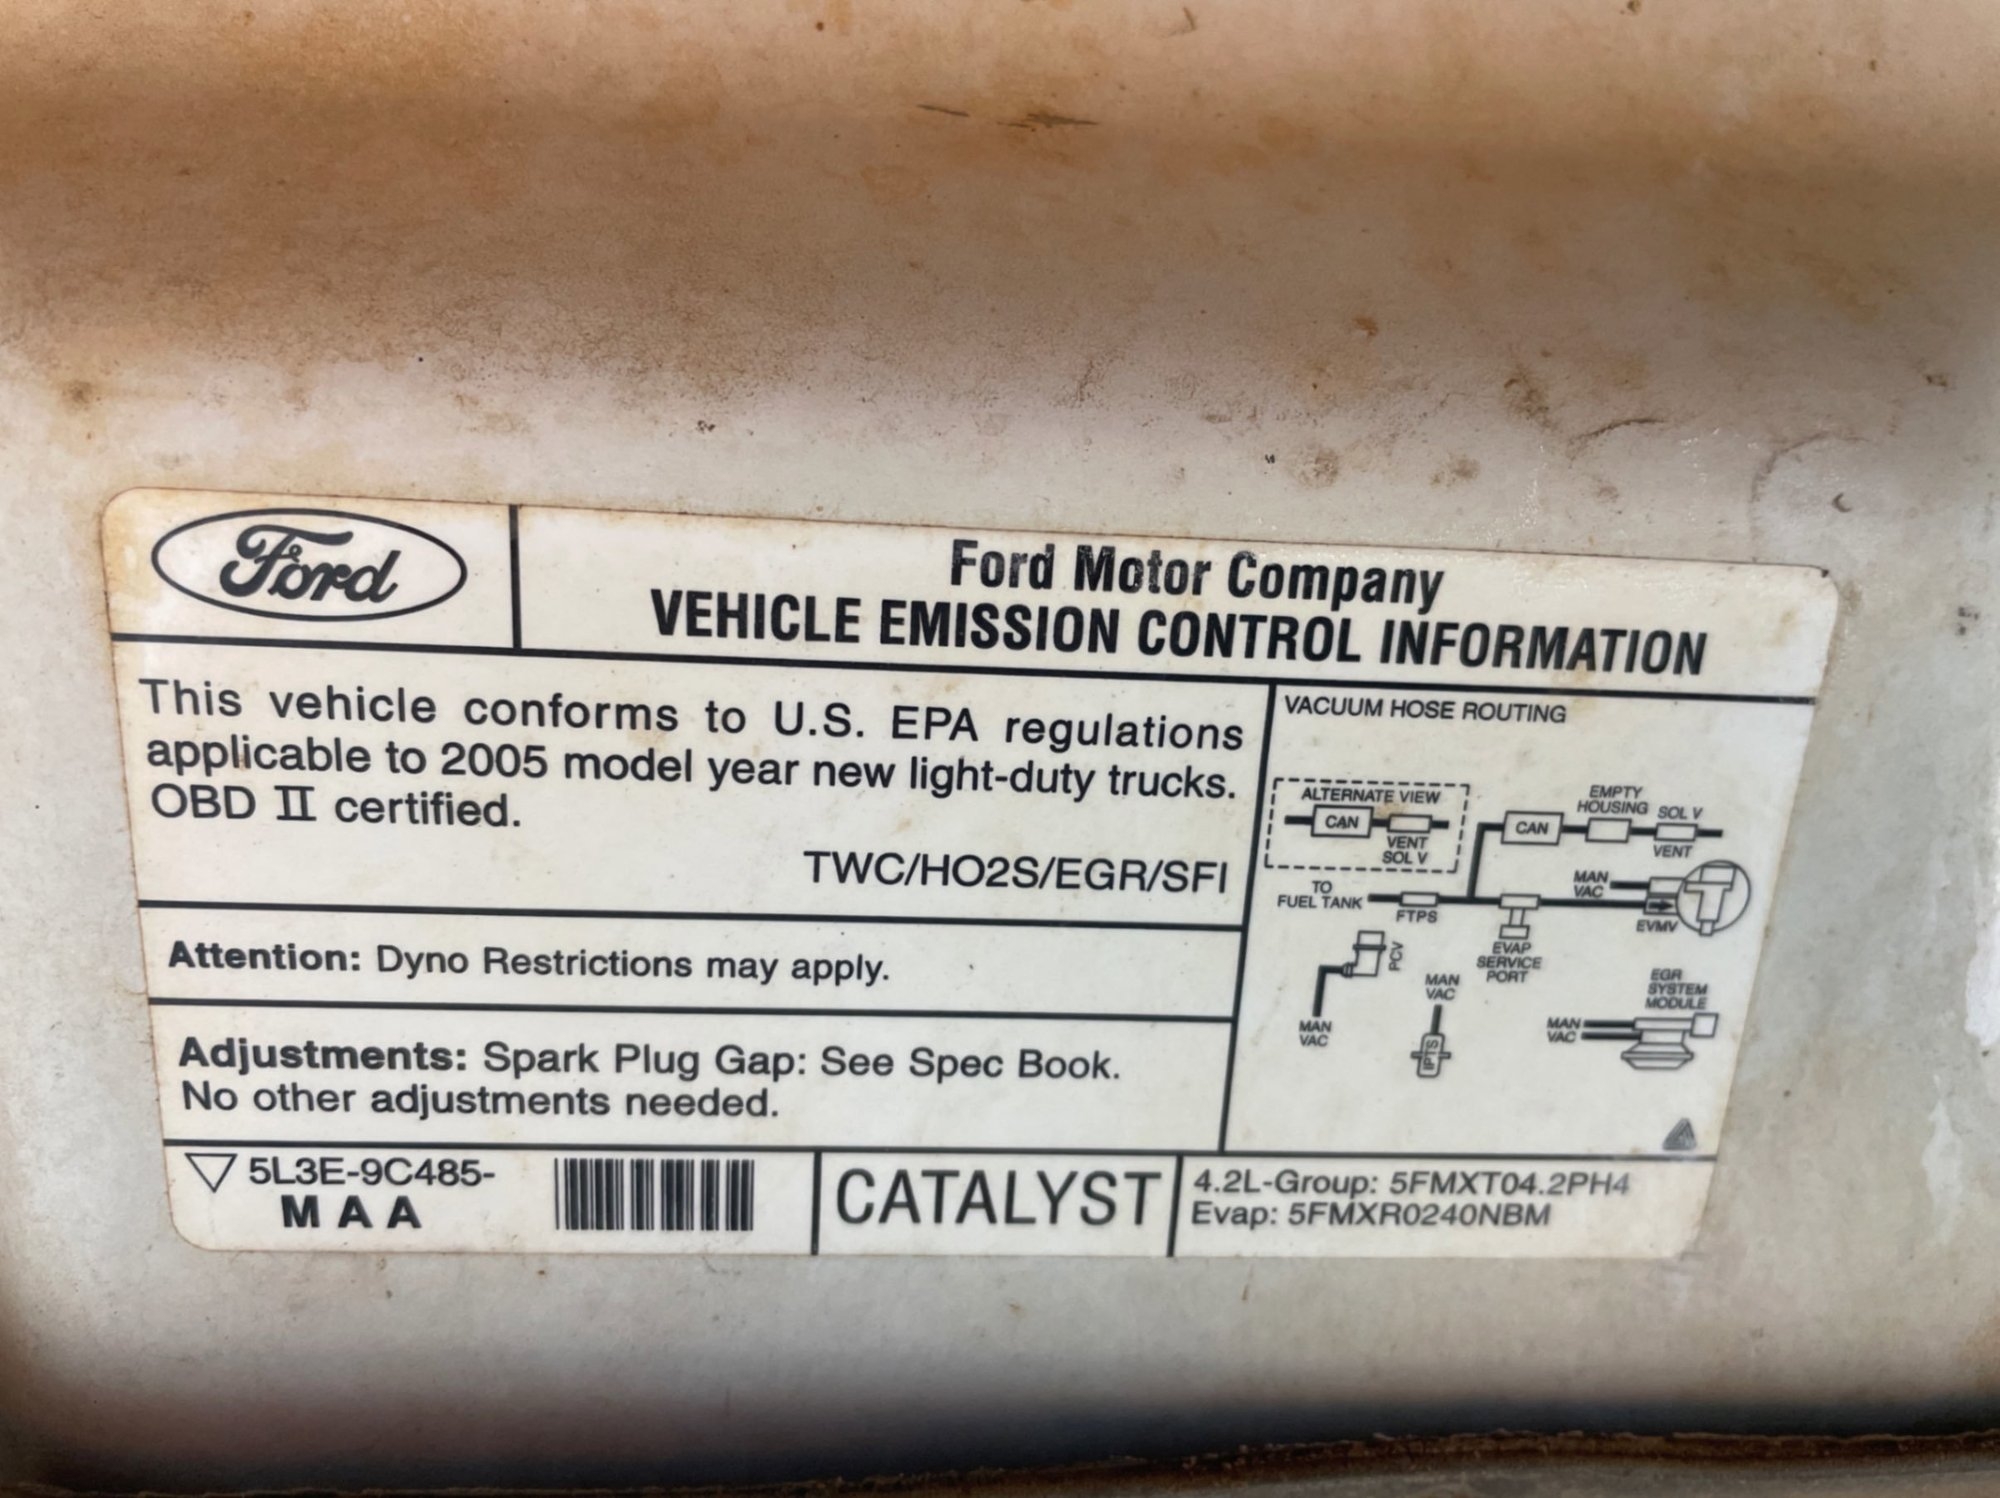 Ford
Ford Motor Company
VEHICLE EMISSION CONTROL INFORMATION
This vehicle conforms to U.S. EPA regulations
applicable to 2005 model year new light-duty trucks.
OBD II certified.
TWC/HO2S/EGR/SFI
Attention: Dyno Restrictions may apply.
Adjustments: Spark Plug Gap: See Spec Book.
No other adjustments needed.
VACUUM HOSE ROUTING
ALTERNATE VIEW
CAN
VENT
SOL V
EMPTY
HOUSING
SOL V
CAN
VENT
TO
FUEL TANK
FTPS
MAN
VAC
EVMV
EVAP
SERVICE
PORT
PCV
MAN
VAC
MAN
VAC
IPTS
EGR
SYSTEM
MODULE
MAN
VAC
5L3E-9C485-
MAA
CATALYST
4.2L-Group: 5FMXT04.2PH4
Evap: 5FMXR0240NBM